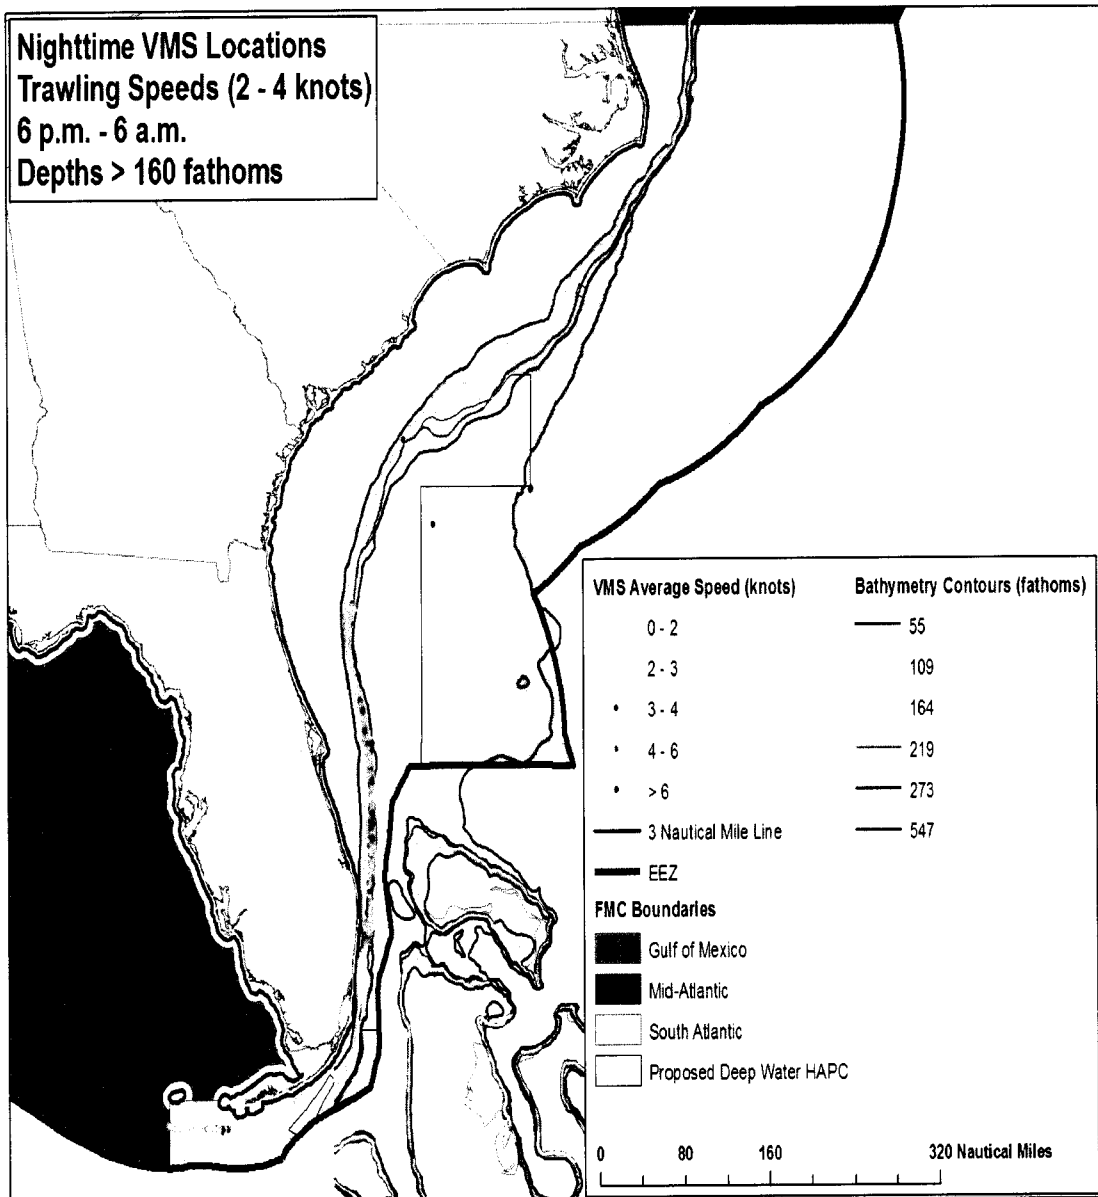 Nighttime VMS Locations
Trawling Speeds (2 - 4 knots)
6 p.m. - 6 a.m.
Depths > 160 fathoms
VMS Average Speed (knots)
0 - 2
2 - 3
3 - 4
4 - 6
> 6
3 Nautical Mile Line
EEZ
FMC Boundaries
Gulf of Mexico
Mid-Atlantic
South Atlantic
Proposed Deep Water HAPC
Bathymetry Contours (fathoms)
55
109
164
219
273
547
0 80 160 320 Nautical Miles